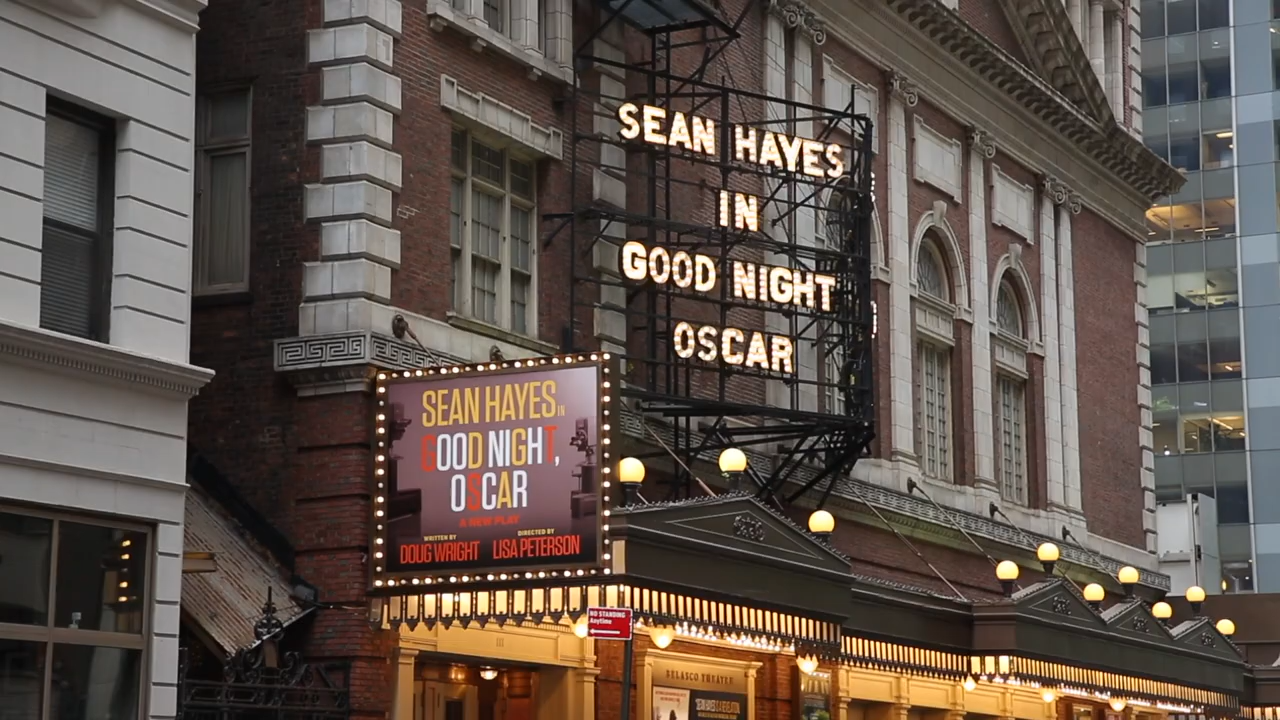 SEAN HAYES
IN
GOOD NIGHT
OSCAR
SEAN HAYES IN
GOOD NIGHT,
OSCAR
A NEW PLAY
WRITTEN BY
DOUG WRIGHT
DIRECTED BY
LISA PETERSON
NO STANDING
Anytime
BELASCO THEATRE